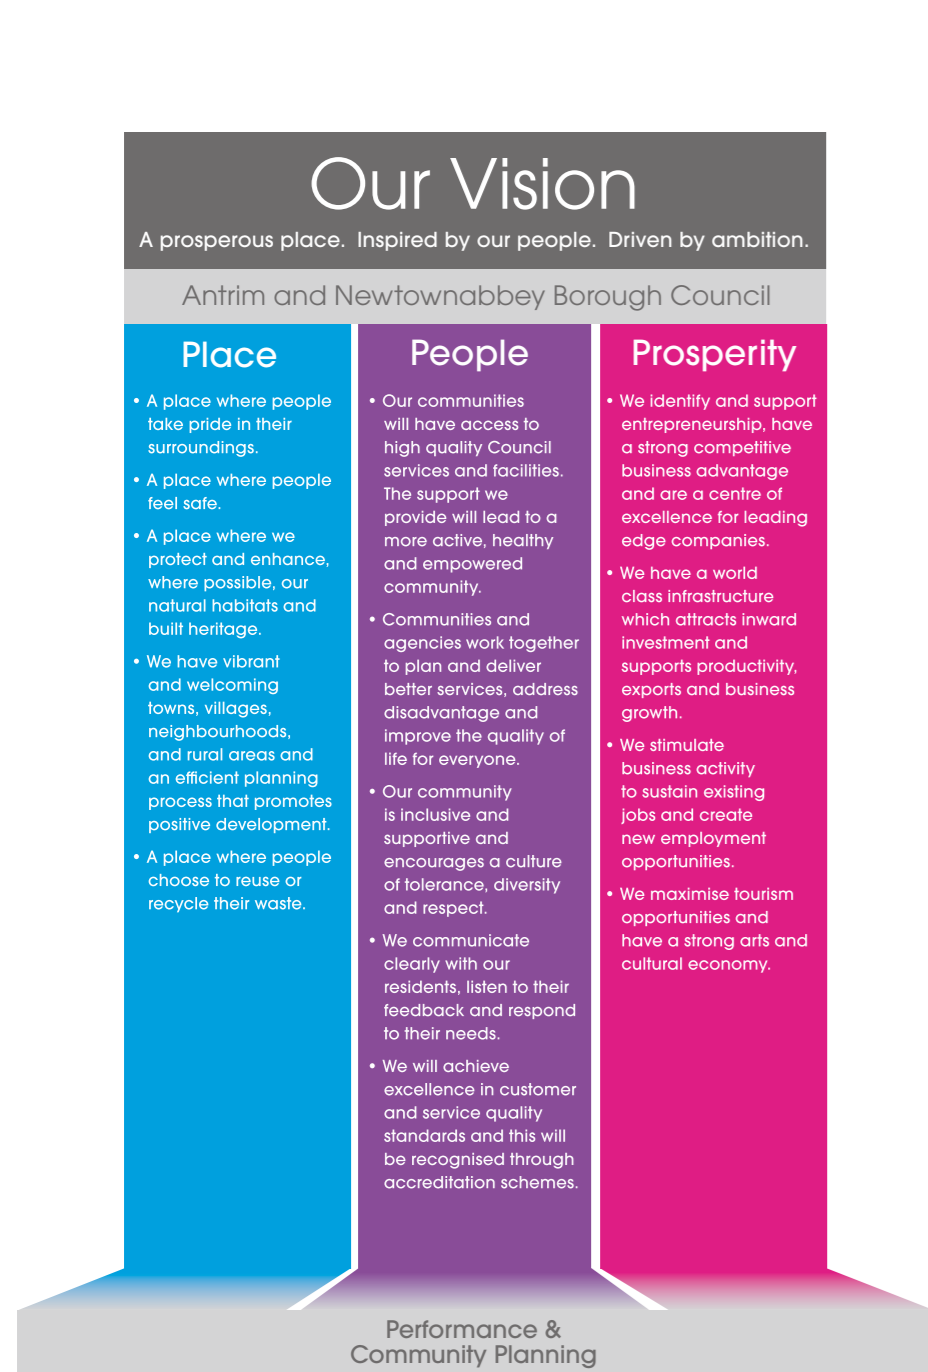 Our Vision
A prosperous place. Inspired by our people. Driven by ambition.
Antrim and Newtownabbey Borough Council
Place
• A place where people
take pride in their
surroundings.
• A place where people
feel safe.
• A place where we
protect and enhance,
where possible, our
natural habitats and
built heritage.
• We have vibrant
and welcoming
towns, villages,
neighbourhoods,
and rural areas and
an efficient planning
process that promotes
positive development.
• A place where people
choose to reuse or
recycle their waste.
People
• Our communities
will have access to
high quality Council
services and facilities.
The support we
provide will lead to a
more active, healthy
and empowered
community.
• Communities and
agencies work together
to plan and deliver
better services, address
disadvantage and
improve the quality of
life for everyone.
• Our community
is inclusive and
supportive and
encourages a culture
of tolerance, diversity
and respect.
• We communicate
clearly with our
residents, listen to their
feedback and respond
to their needs.
• We will achieve
excellence in customer
and service quality
standards and this will
be recognised through
accreditation schemes.
Prosperity
• We identify and support
entrepreneurship, have
a strong competitive
business advantage
and are a centre of
excellence for leading
edge companies.
• We have a world
class infrastructure
which attracts inward
investment and
supports productivity,
exports and business
growth.
• We stimulate
business activity
to sustain existing
jobs and create
new employment
opportunities.
• We maximise tourism
opportunities and
have a strong arts and
cultural economy.
Performance &
Community Planning